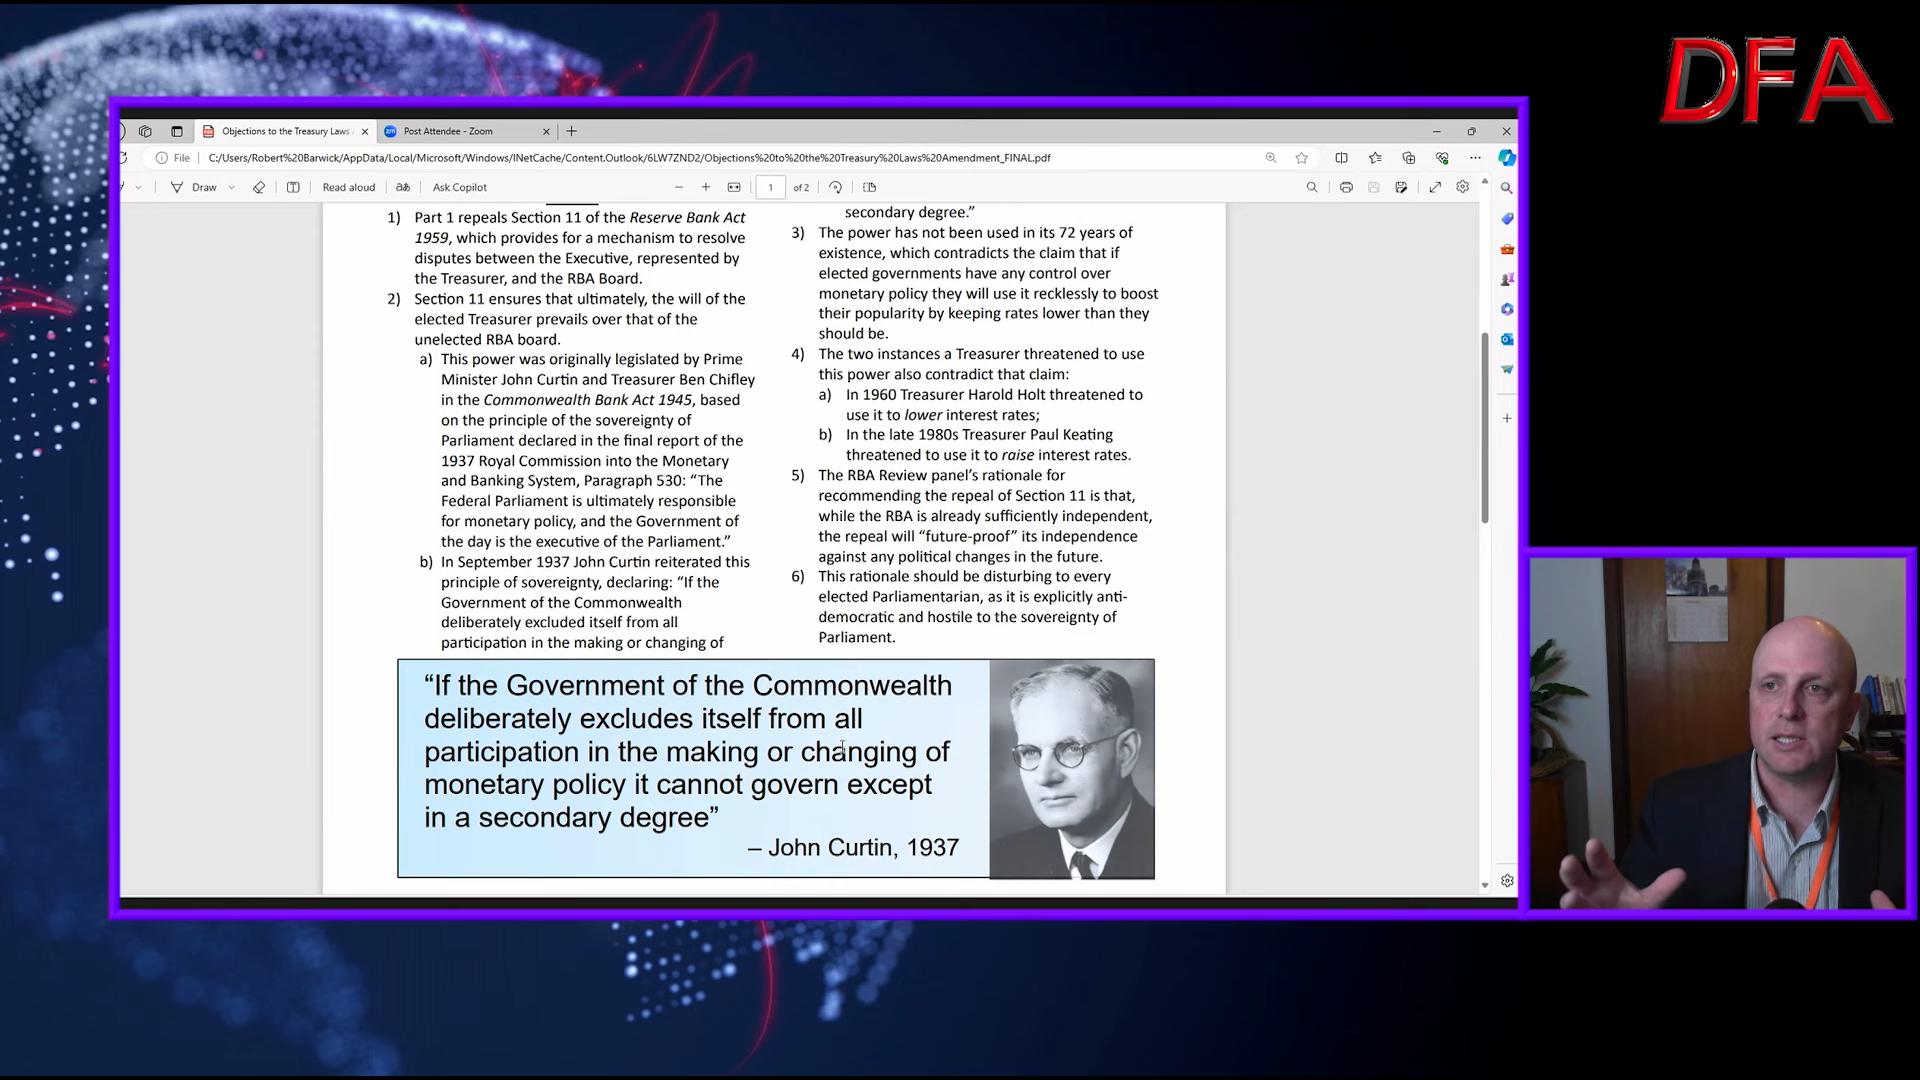 DFA
Objections to the Treasury Laws
Post Attendee - Zoom
File
C:/Users/Robert%20Barwick/AppData/Local/Microsoft/Windows/INetCache/Content.Outlook/6LW7ZND2/Objections%20to%20the%20Treasury%20Laws%20Amendment_FINAL.pdf
Draw
Read aloud
Ask Copilot
1
of 2
1) Part 1 repeals Section 11 of the Reserve Bank Act
1959, which provides for a mechanism to resolve
disputes between the Executive, represented by
the Treasurer, and the RBA Board.
2) Section 11 ensures that ultimately, the will of the
elected Treasurer prevails over that of the
unelected RBA board.
a) This power was originally legislated by Prime
Minister John Curtin and Treasurer Ben Chifley
in the Commonwealth Bank Act 1945, based
on the principle of the sovereignty of
Parliament declared in the final report of the
1937 Royal Commission into the Monetary
and Banking System, Paragraph 530: “The
Federal Parliament is ultimately responsible
for monetary policy, and the Government of
the day is the executive of the Parliament.”
b) In September 1937 John Curtin reiterated this
principle of sovereignty, declaring: “If the
Government of the Commonwealth
deliberately excluded itself from all
participation in the making or changing of
secondary degree.”
3) The power has not been used in its 72 years of
existence, which contradicts the claim that if
elected governments have any control over
monetary policy they will use it recklessly to boost
their popularity by keeping rates lower than they
should be.
4) The two instances a Treasurer threatened to use
this power also contradict that claim:
a) In 1960 Treasurer Harold Holt threatened to
use it to lower interest rates;
b) In the late 1980s Treasurer Paul Keating
threatened to use it to raise interest rates.
5) The RBA Review panel’s rationale for
recommending the repeal of Section 11 is that,
while the RBA is already sufficiently independent,
the repeal will “future-proof” its independence
against any political changes in the future.
6) This rationale should be disturbing to every
elected Parliamentarian, as it is explicitly anti-
democratic and hostile to the sovereignty of
Parliament.
“If the Government of the Commonwealth
deliberately excludes itself from all
participation in the making or changing of
monetary policy it cannot govern except
in a secondary degree”
– John Curtin, 1937